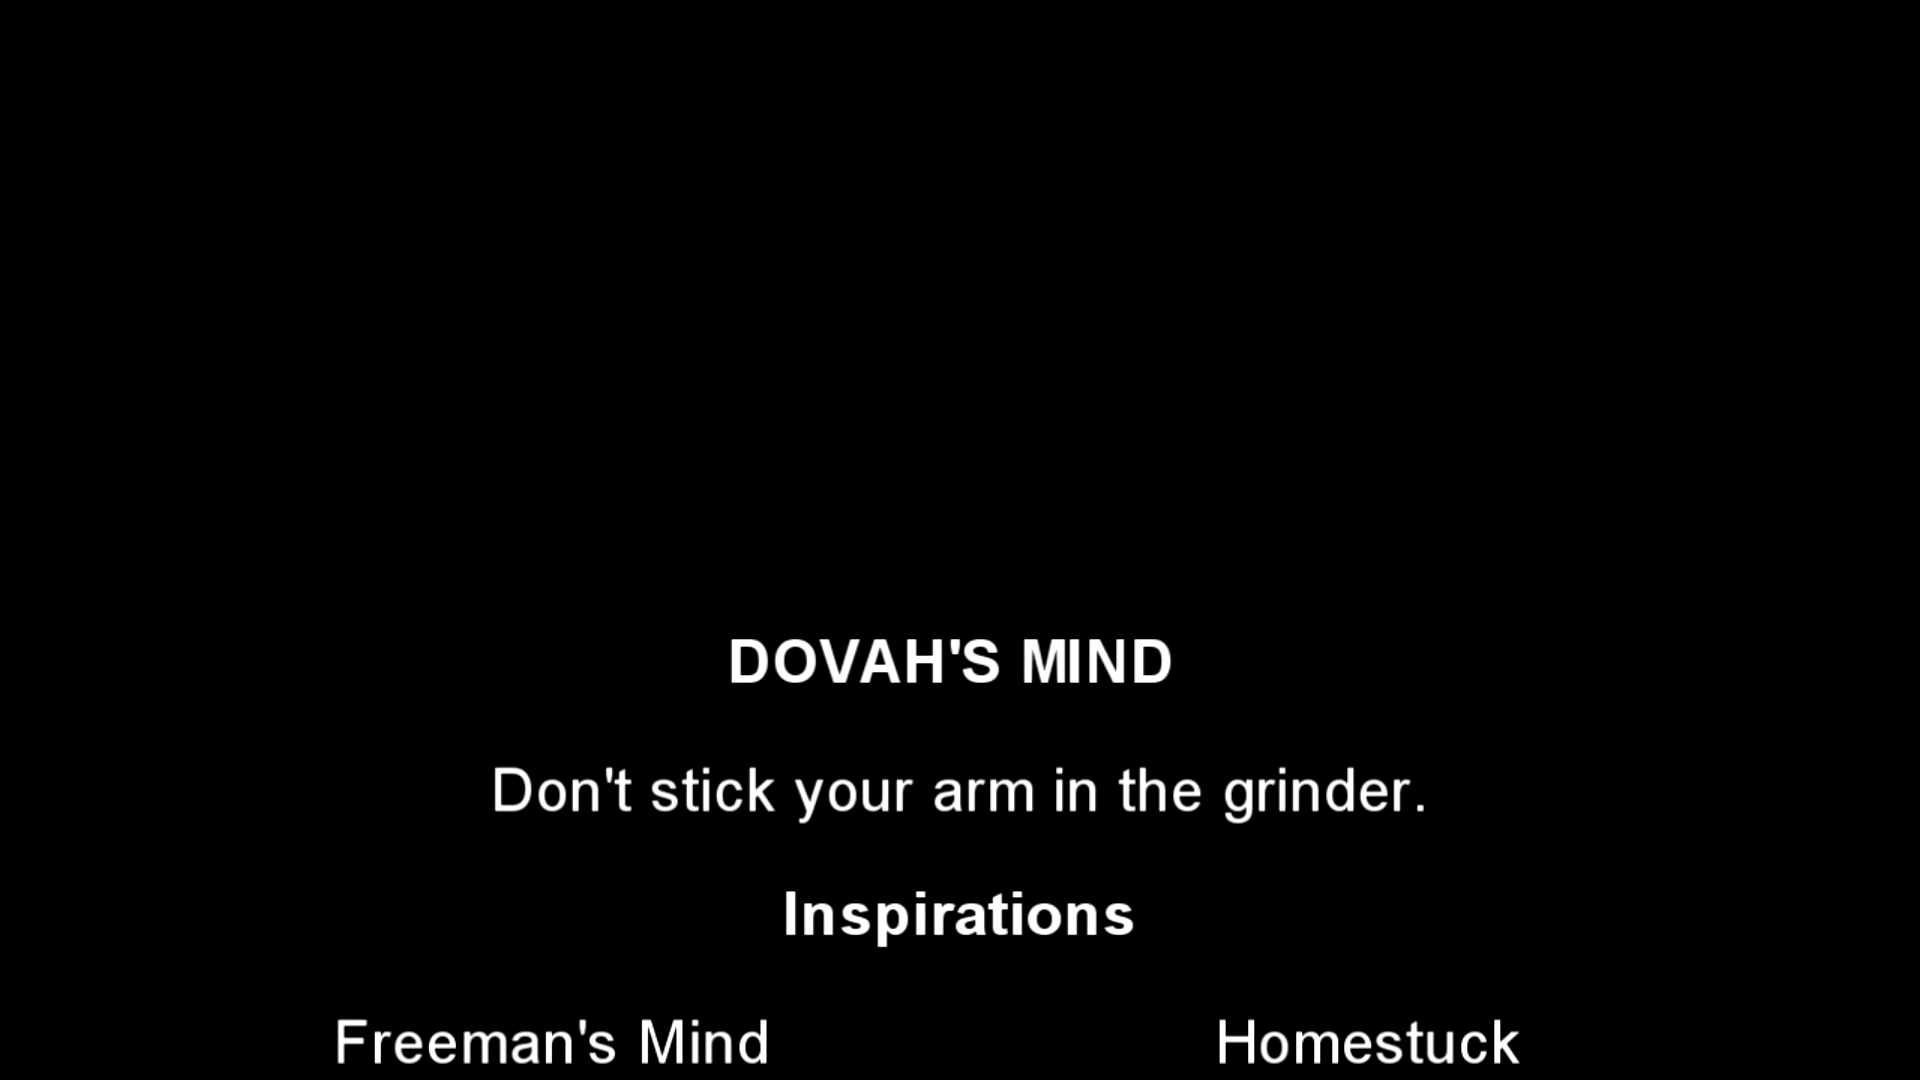 DOVAH'S MIND
Don't stick your arm in the grinder.
Inspirations
Freeman's Mind Homestuck